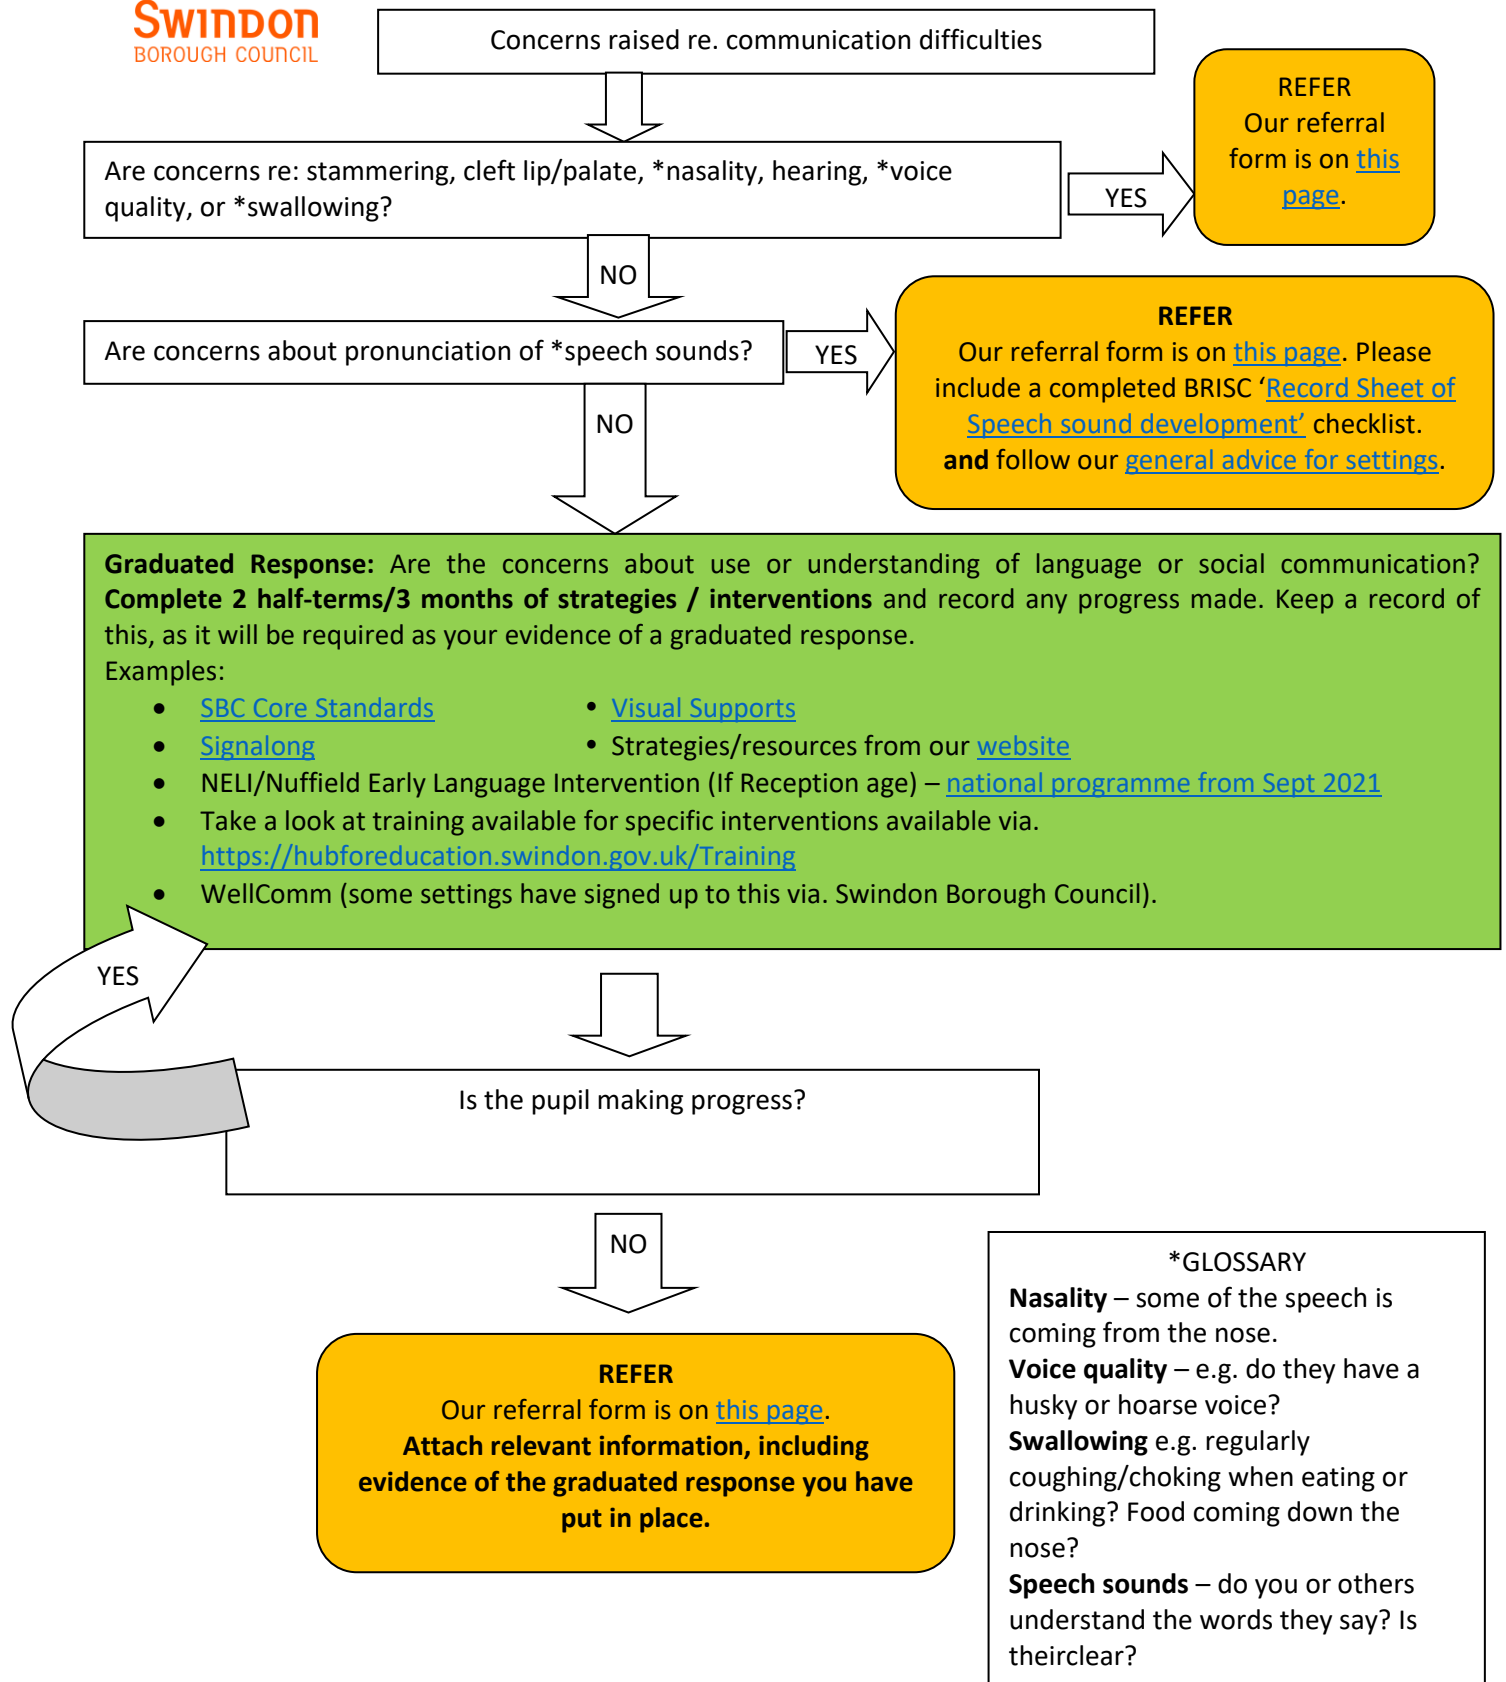 SWINDON
BOROUGH COUNCIL
Concerns raised re. communication difficulties
REFER
Our referral
form is on this
page.
Are concerns re: stammering, cleft lip/palate, *nasality, hearing, *voice
quality, or *swallowing?
YES
NO
Are concerns about pronunciation of *speech sounds?
YES
REFER
Our referral form is on this page. Please
include a completed BRISC ‘Record Sheet of
Speech sound development’ checklist.
and follow our general advice for settings.
NO
Graduated Response: Are the concerns about use or understanding of language or social communication?
Complete 2 half-terms/3 months of strategies / interventions and record any progress made. Keep a record of
this, as it will be required as your evidence of a graduated response.
Examples:
• SBC Core Standards • Visual Supports
• Signalong • Strategies/resources from our website
• NELI/Nuffield Early Language Intervention (If Reception age) – national programme from Sept 2021
• Take a look at training available for specific interventions available via.
https://hubforeducation.swindon.gov.uk/Training
• WellComm (some settings have signed up to this via. Swindon Borough Council).
YES
Is the pupil making progress?
NO
REFER
Our referral form is on this page.
Attach relevant information, including
evidence of the graduated response you have
put in place.
*GLOSSARY
Nasality – some of the speech is
coming from the nose.
Voice quality – e.g. do they have a
husky or hoarse voice?
Swallowing e.g. regularly
coughing/choking when eating or
drinking? Food coming down the
nose?
Speech sounds – do you or others
understand the words they say? Is
theirclear?